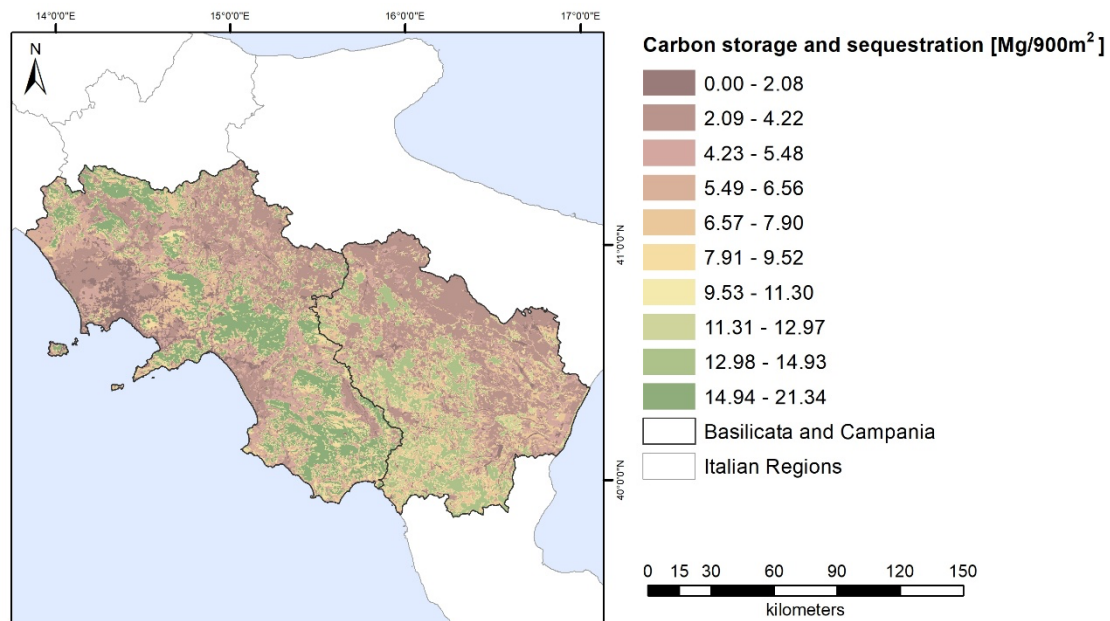 14°0'0"E 15°0'0"E 16°0'0"E 17°0'0"E
N
41°0'0"N
40°0'0"N
Carbon storage and sequestration [Mg/900m²]
0.00 - 2.08
2.09 - 4.22
4.23 - 5.48
5.49 - 6.56
6.57 - 7.90
7.91 - 9.52
9.53 - 11.30
11.31 - 12.97
12.98 - 14.93
14.94 - 21.34
Basilicata and Campania
Italian Regions
0 15 30 60 90 120 150
kilometers